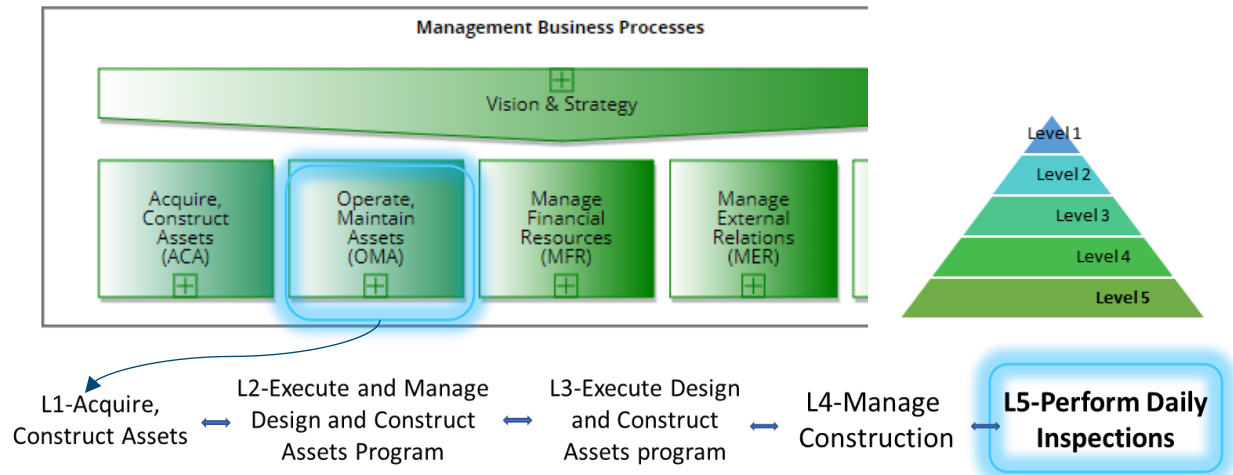 Management Business Processes
Vision & Strategy
Acquire,
Construct
Assets
(ACA)
Operate,
Maintain
Assets
(OMA)
Manage
Financial
Resources
(MFR)
Manage
External
Relations
(MER)
Level 1
Level 2
Level 3
Level 4
Level 5
L1-Acquire,
Construct Assets
L2-Execute and Manage
Design and Construct
Assets Program
L3-Execute Design
and Construct
Assets program
L4-Manage
Construction
L5-Perform Daily
Inspections